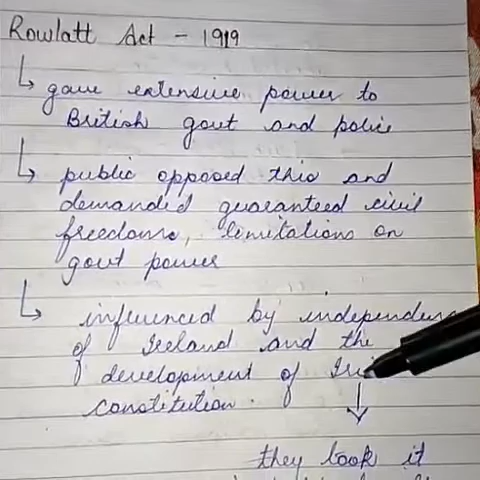 Rowlatt Act - 1919
gave extensive power to
British govt and police
public opposed this and
demanded guaranteed civil
freedoms, limitations on
govt power
influenced by
of Ireland and the
development of
constitution.
they took it